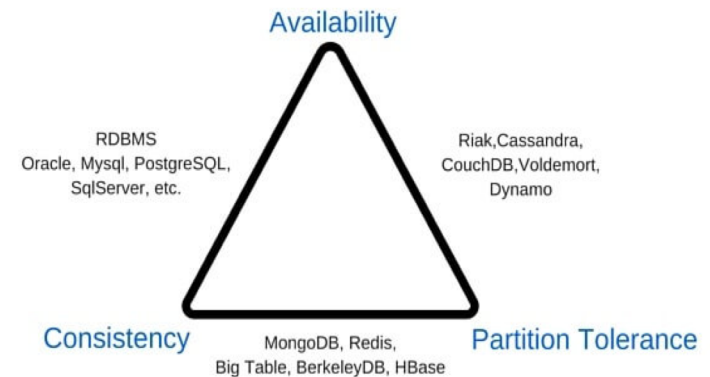 Availability
RDBMS
Oracle, Mysql, PostgreSQL,
SqlServer, etc.
Riak,Cassandra,
CouchDB,Voldemort,
Dynamo
Consistency
MongoDB, Redis,
Big Table, BerkeleyDB, HBase
Partition Tolerance